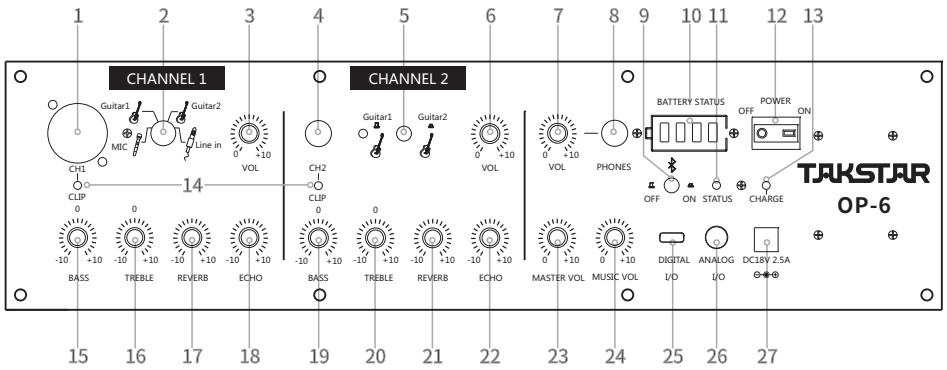 1 2 3 4 5 6 7 8 9 10 11 12 13
CHANNEL 1 CHANNEL 2
BATTERY STATUS POWER
OFF ON
Guitar1 Guitar2 Guitar1 Guitar2
MIC Line in
0 +10 0 +10 0 +10
VOL VOL VOL PHONES
CH1 CH2
14
CLIP CLIP
OFF ON STATUS CHARGE
TAKSTAR
OP-6
0 0 0 0
-10 +10 -10 +10 -10 +10 -10 +10 -10 +10 -10 +10 -10 +10 -10 +10 0 +10 0 +10
BASS TREBLE REVERB ECHO BASS TREBLE REVERB ECHO MASTER VOL MUSIC VOL
DIGITAL I/O
ANALOG I/O
DC18V 2.5A
15 16 17 18 19 20 21 22 23 24 25 26 27